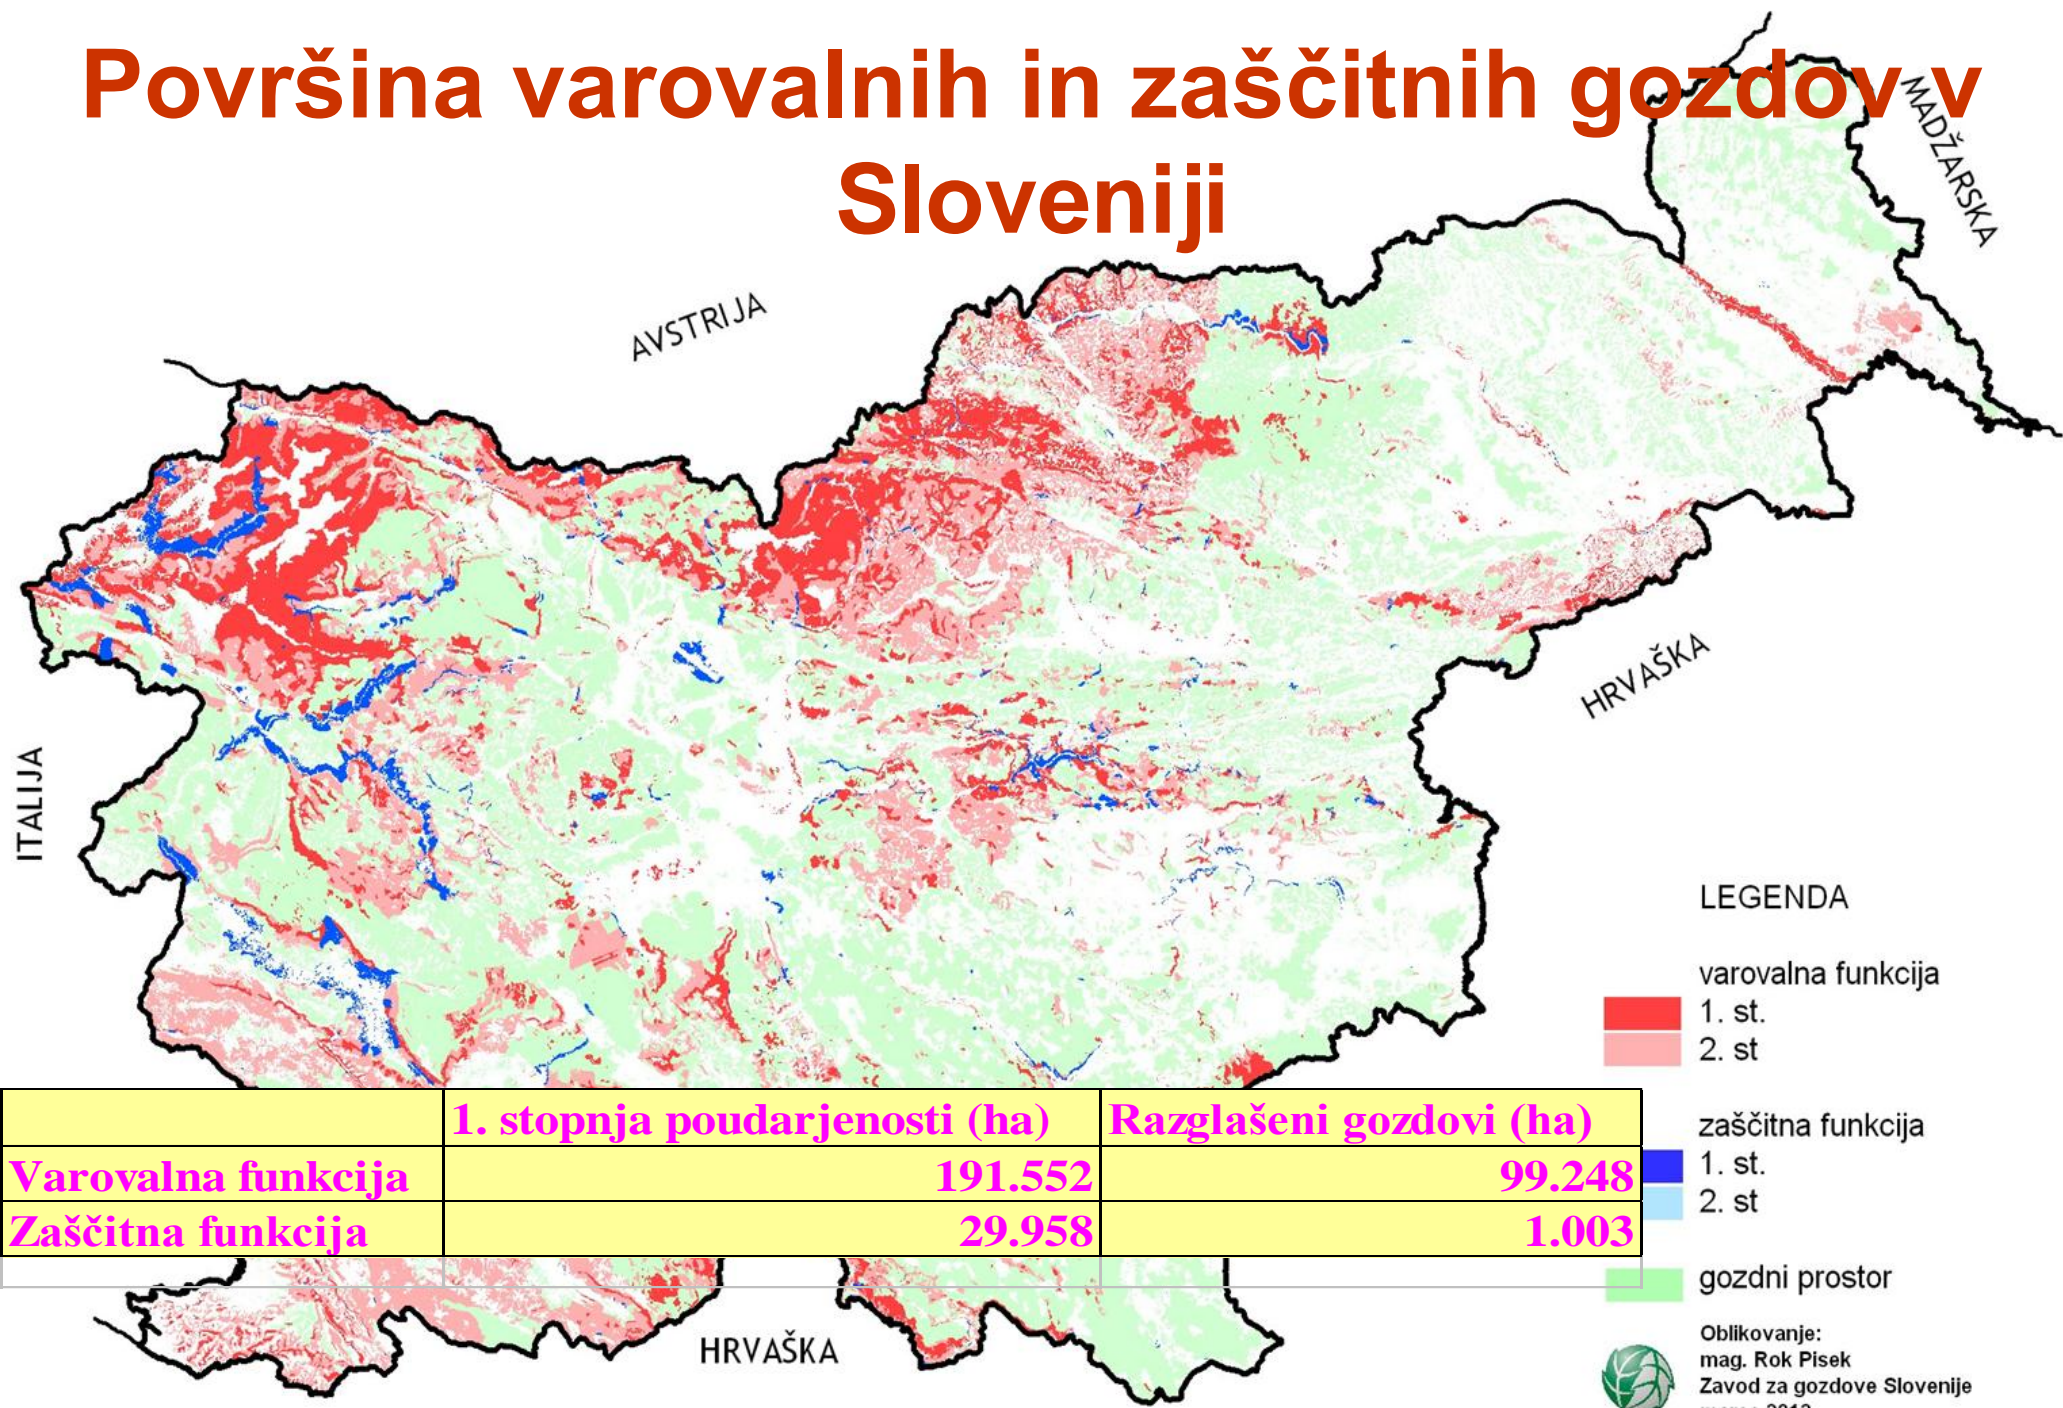 Površina varovalnih in zaščitnih gozdov v
Sloveniji
MADŽARSKA
AVSTRIJA
HRVAŠKA
ITALIJA
LEGENDA
varovalna funkcija
1. st.
2. st
1. stopnja poudarjenosti (ha) Razglašeni gozdovi (ha)
Varovalna funkcija 191.552 99.248
Zaščitna funkcija 29.958 1.003
zaščitna funkcija
1. st.
2. st
gozdni prostor
HRVAŠKA
Oblikovanje:
mag. Rok Pisek
Zavod za gozdove Slovenije